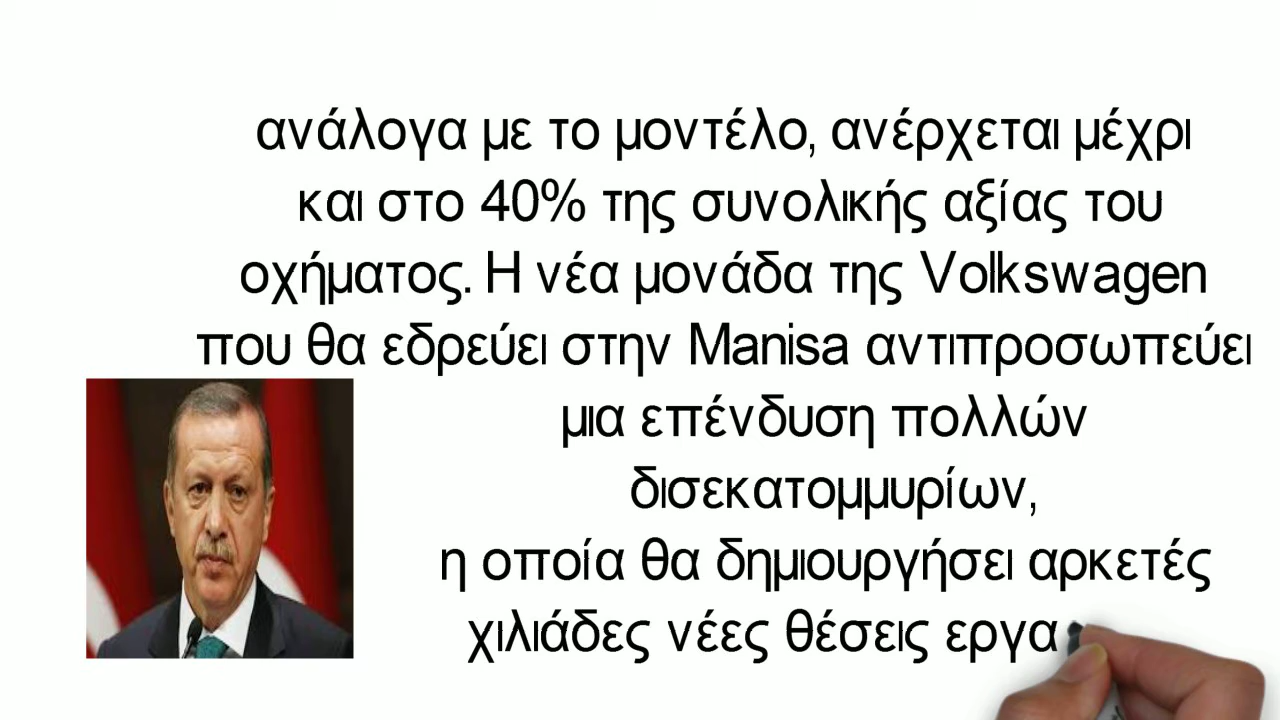 ανάλογα με το μοντέλο, ανέρχεται μέχρι
και στο 40% της συνολικής αξίας του
οχήματος. Η νέα μονάδα της Volkswagen
που θα εδρεύει στην Manisa αντιπροσωπεύει
μια επένδυση πολλών
δισεκατομμυρίων,
η οποία θα δημιουργήσει αρκετές
χιλιάδες νέες θέσεις εργα